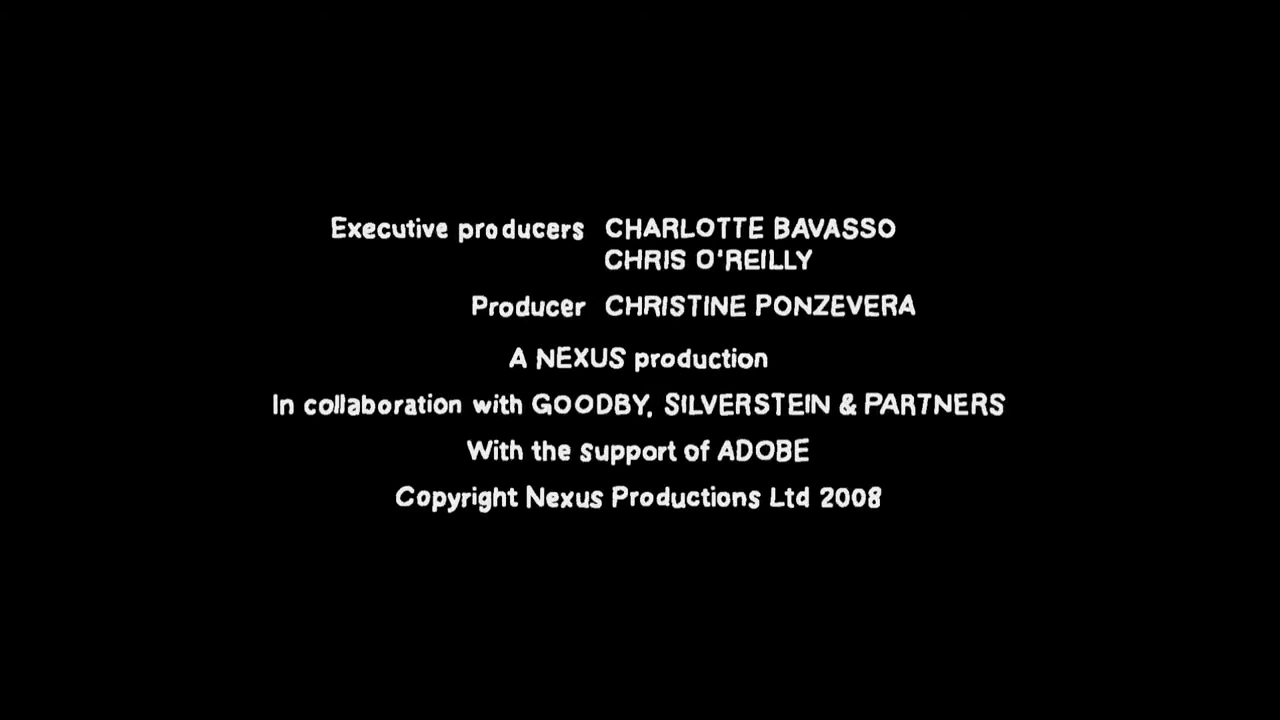 Executive producers CHARLOTTE BAVASSO
CHRIS O'REILLY
Producer CHRISTINE PONZEVERA
A NEXUS production
In collaboration with GOODBY, SILVERSTEIN & PARTNERS
With the support of ADOBE
Copyright Nexus Productions Ltd 2008